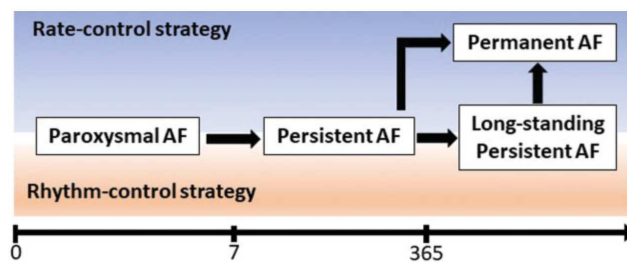 Rate-control strategy
Permanent AF
Paroxysmal AF
Persistent AF
Long-standing
Persistent AF
Rhythm-control strategy
0
7
365